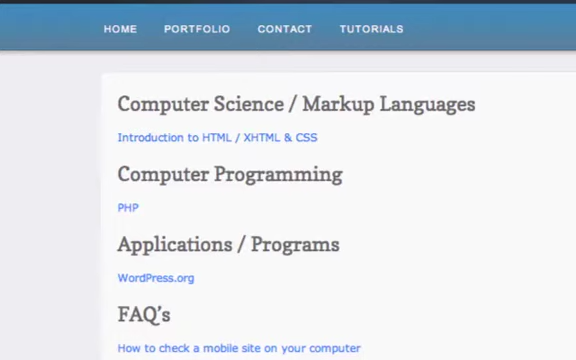 HOME PORTFOLIO CONTACT TUTORIALS
Computer Science / Markup Languages
Introduction to HTML / XHTML & CSS
Computer Programming
PHP
Applications / Programs
WordPress.org
FAQ's
How to check a mobile site on your computer